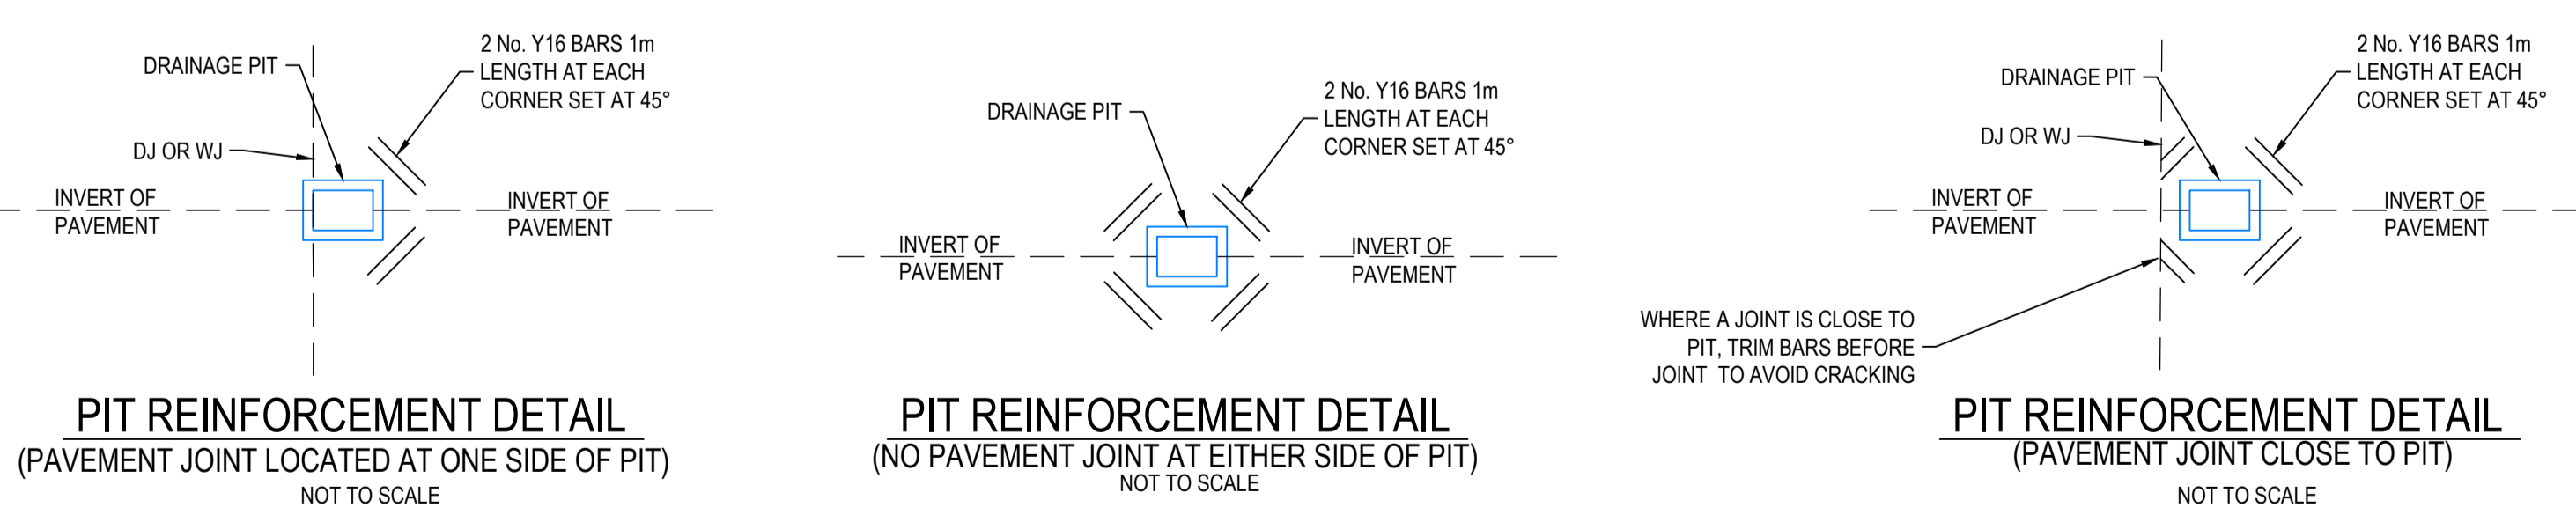 DRAINAGE PIT
2 No. Y16 BARS 1m
LENGTH AT EACH
CORNER SET AT 45°
DJ OR WJ
INVERT OF
PAVEMENT
INVERT OF
PAVEMENT
PIT REINFORCEMENT DETAIL
(PAVEMENT JOINT LOCATED AT ONE SIDE OF PIT)
NOT TO SCALE
DRAINAGE PIT
2 No. Y16 BARS 1m
LENGTH AT EACH
CORNER SET AT 45°
INVERT OF
PAVEMENT
INVERT OF
PAVEMENT
PIT REINFORCEMENT DETAIL
(NO PAVEMENT JOINT AT EITHER SIDE OF PIT)
NOT TO SCALE
DRAINAGE PIT
2 No. Y16 BARS 1m
LENGTH AT EACH
CORNER SET AT 45°
DJ OR WJ
INVERT OF
PAVEMENT
INVERT OF
PAVEMENT
WHERE A JOINT IS CLOSE TO
PIT, TRIM BARS BEFORE
JOINT TO AVOID CRACKING
PIT REINFORCEMENT DETAIL
(PAVEMENT JOINT CLOSE TO PIT)
NOT TO SCALE